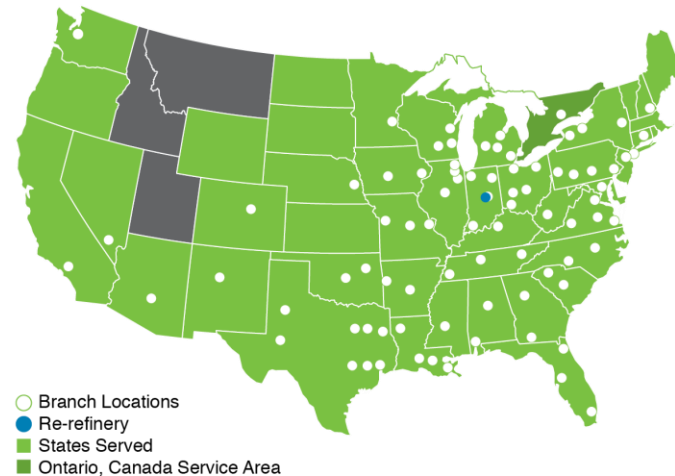 Branch Locations
Re-refinery
States Served
Ontario, Canada Service Area